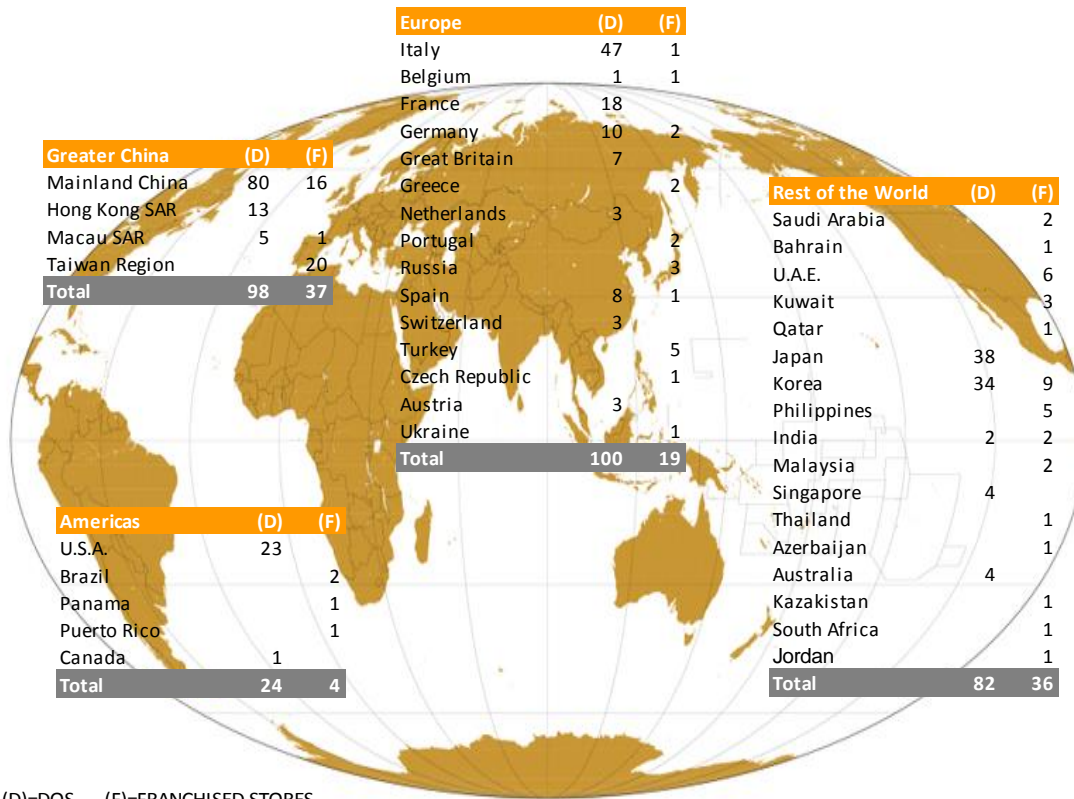 Europe (D) (F)
Italy 47 1
Belgium 1 1
France 18
Germany 10 2
Great Britain 7
Greece 2
Netherlands 3
Portugal 2
Russia 3
Spain 8 1
Switzerland 3
Turkey 5
Czech Republic 1
Austria 3
Ukraine 1
Total 100 19
Greater China (D) (F)
Mainland China 80 16
Hong Kong SAR 13
Macau SAR 5 1
Taiwan Region 20
Total 98 37
Rest of the World (D) (F)
Saudi Arabia 2
Bahrain 1
U.A.E. 6
Kuwait 3
Qatar 1
Japan 38
Korea 34 9
Philippines 5
India 2 2
Malaysia 2
Singapore 4
Thailand 1
Azerbaijan 1
Australia 4
Kazakistan 1
South Africa 1
Jordan 1
Total 82 36
Americas (D) (F)
U.S.A. 23
Brazil 2
Panama 1
Puerto Rico 1
Canada 1
Total 24 4
(D)=DOS (F)=FRANCHISED STORES